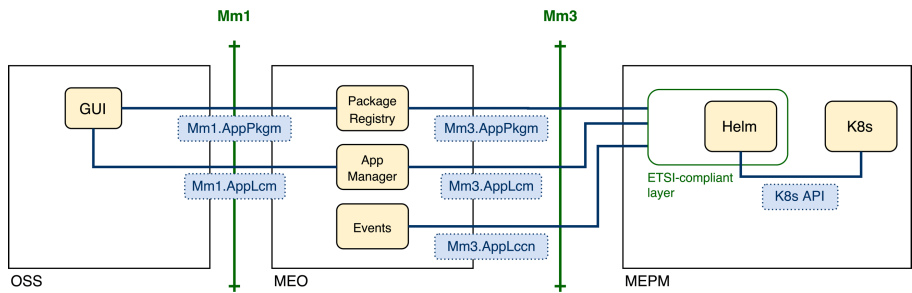 Mm1
Mm3
GUI
Package
Registry
Helm
K8s
Mm1.AppPkgm
Mm3.AppPkgm
App
Manager
ETSI-compliant
layer
Mm1.AppLcm
Mm3.AppLcm
K8s API
Events
Mm3.AppLccn
OSS
MEO
MEPM